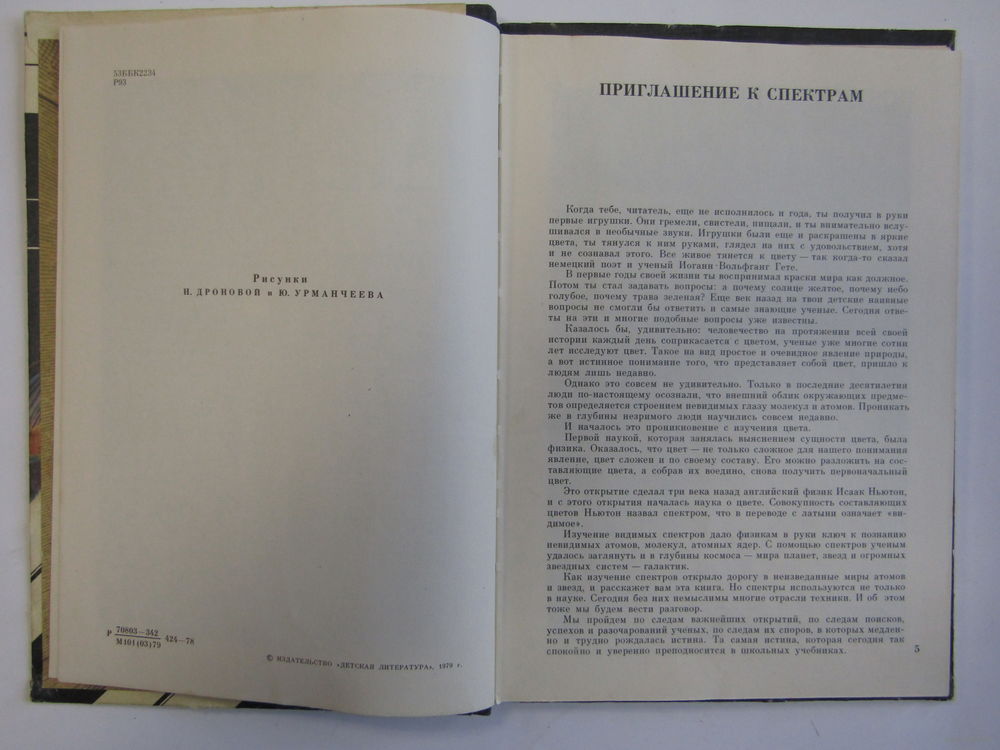 53ББК2234
Р93
Рисунки
Н. ДРОНОВОЙ и Ю. УРМАНЧЕЕВА
Р 70803—342 424—78
М101(03)79
© ИЗДАТЕЛЬСТВО «ДЕТСКАЯ ЛИТЕРАТУРА», 1979 г.
ПРИГЛАШЕНИЕ К СПЕКТРАМ
Когда тебе, читатель, еще не исполнилось и года, ты получил в руки
первые игрушки. Они гремели, свистели, пищали, и ты внимательно вслу-
шивался в необычные звуки. Игрушки были еще и раскрашены в яркие
цвета, ты тянулся к ним руками, глядел на них с удовольствием, хотя
и не сознавал этого. Все живое тянется к цвету — так когда-то сказал
немецкий поэт и ученый Иоганн Вольфганг Гете.
В первые годы своей жизни ты воспринимал краски мира как должное.
Потом ты стал задавать вопросы: а почему солнце желтое, почему небо
голубое, почему трава зеленая? Еще век назад на твои детские наивные
вопросы не смогли бы ответить и самые знающие ученые. Сегодня отве-
ты на эти и многие подобные вопросы уже известны.
Казалось бы, удивительно: человечество на протяжении всей своей
истории каждый день соприкасается с цветом, ученые уже многие сотни
лет исследуют цвет. Такое на вид простое и очевидное явление природы,
а вот истинное понимание того, что представляет собой цвет, пришло к
людям лишь недавно.
Однако это совсем не удивительно. Только в последние десятилетия
люди по-настоящему осознали, что внешний облик окружающих предме-
тов определяется строением невидимых глазу молекул и атомов. Проникать
же в глубины незримого люди научились совсем недавно.
И началось это проникновение с изучения цвета.
Первой наукой, которая занялась выяснением сущности цвета, была
физика. Оказалось, что цвет — не только сложное для нашего понимания
явление, цвет сложен и по своему составу. Его можно разложить на сос-
тавляющие цвета, а собрав их воедино, снова получить первоначальный
цвет.
Это открытие сделал три века назад английский физик Исаак Ньютон,
и с этого открытия началась наука о цвете. Совокупность составляющих
цветов Ньютон назвал спектром, что в переводе с латыни означает «ви-
димое».
Изучение видимых спектров дало физикам в руки ключ к познанию
невидимых атомов, молекул, атомных ядер. С помощью спектров ученым
удалось заглянуть и в глубины космоса — мира планет, звезд и огромных
звездных систем — галактик.
Как изучение спектров открыло дорогу в неизведанные миры атомов
и звезд, и расскажет вам эта книга. Но спектры используются не только
в науке. Сегодня без них немыслимы многие отрасли техники. И об этом
тоже мы будем вести разговор.
Мы пройдем по следам важнейших открытий, по следам поисков,
успехов и разочарований ученых, по следам их споров, в которых медлен-
но и трудно рождалась истина. Та самая истина, которая сегодня так
спокойно и уверенно преподносится в школьных учебниках.
5